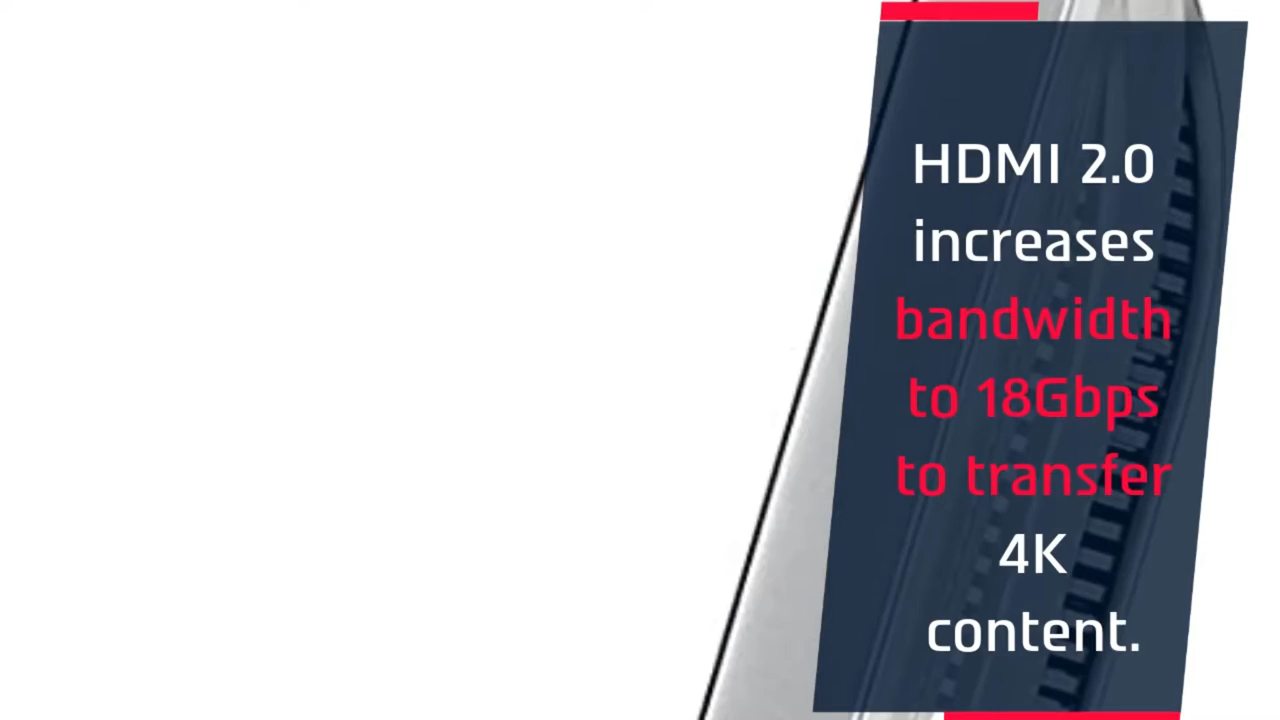 HDMI 2.0
increases
bandwidth
to 18Gbps
to transfer
4K
content.